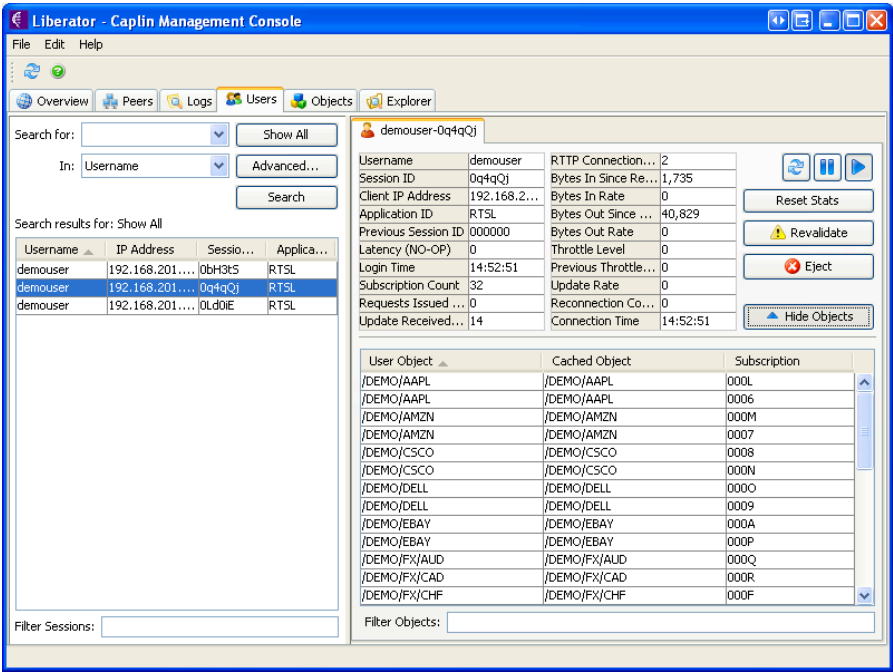 Liberator - Caplin Management Console
File Edit Help
Overview Peers Logs Users Objects Explorer
Search for: Show All
In: Username Advanced...
Search
Search results for: Show All
Username IP Address Sessio... Applica...
demouser 192.168.201.... 0bH3tS RTSL
demouser 192.168.201.... 0q4qQj RTSL
demouser 192.168.201.... 0Ld0iE RTSL
Filter Sessions:
demouser-0q4qQj
Username demouser RTTP Connection... 2
Session ID 0q4qQj Bytes In Since Re... 1,735
Client IP Address 192.168.2... Bytes In Rate 0
Application ID RTSL Bytes Out Since ... 40,829
Previous Session ID 000000 Bytes Out Rate 0
Latency (NO-OP) 0 Throttle Level 0
Login Time 14:52:51 Previous Throttle... 0
Subscription Count 32 Update Rate 0
Requests Issued ... 0 Reconnection Co... 0
Update Received... 14 Connection Time 14:52:51
Reset Stats
Revalidate
Eject
Hide Objects
User Object Cached Object Subscription
/DEMO/AAPL /DEMO/AAPL 000L
/DEMO/AAPL /DEMO/AAPL 0006
/DEMO/AMZN /DEMO/AMZN 000M
/DEMO/AMZN /DEMO/AMZN 0007
/DEMO/CSCO /DEMO/CSCO 0008
/DEMO/CSCO /DEMO/CSCO 000N
/DEMO/DELL /DEMO/DELL 000O
/DEMO/DELL /DEMO/DELL 0009
/DEMO/EBAY /DEMO/EBAY 000A
/DEMO/EBAY /DEMO/EBAY 000P
/DEMO/FX/AUD /DEMO/FX/AUD 000Q
/DEMO/FX/CAD /DEMO/FX/CAD 000R
/DEMO/FX/CHF /DEMO/FX/CHF 000F
Filter Objects: